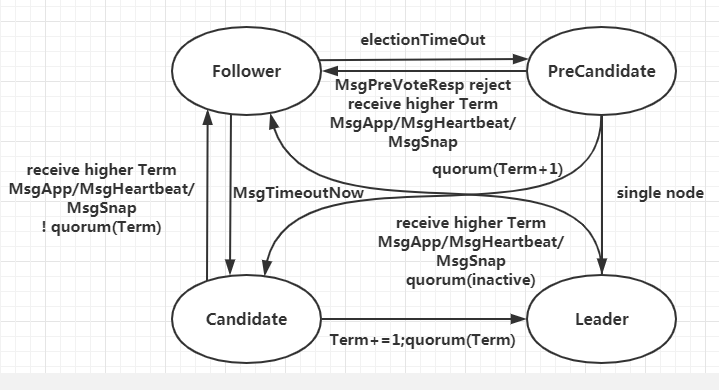 electionTimeOut
Follower
PreCandidate
MsgPreVoteResp reject
receive higher Term
MsgApp/MsgHeartbeat/
MsgSnap
receive higher Term
MsgApp/MsgHeartbeat/
MsgSnap
! quorum(Term)
MsgTimeoutNow
quorum(Term+1)
single node
receive higher Term
MsgApp/MsgHeartbeat/
MsgSnap
quorum(inactive)
Candidate
Leader
Term+=1;quorum(Term)